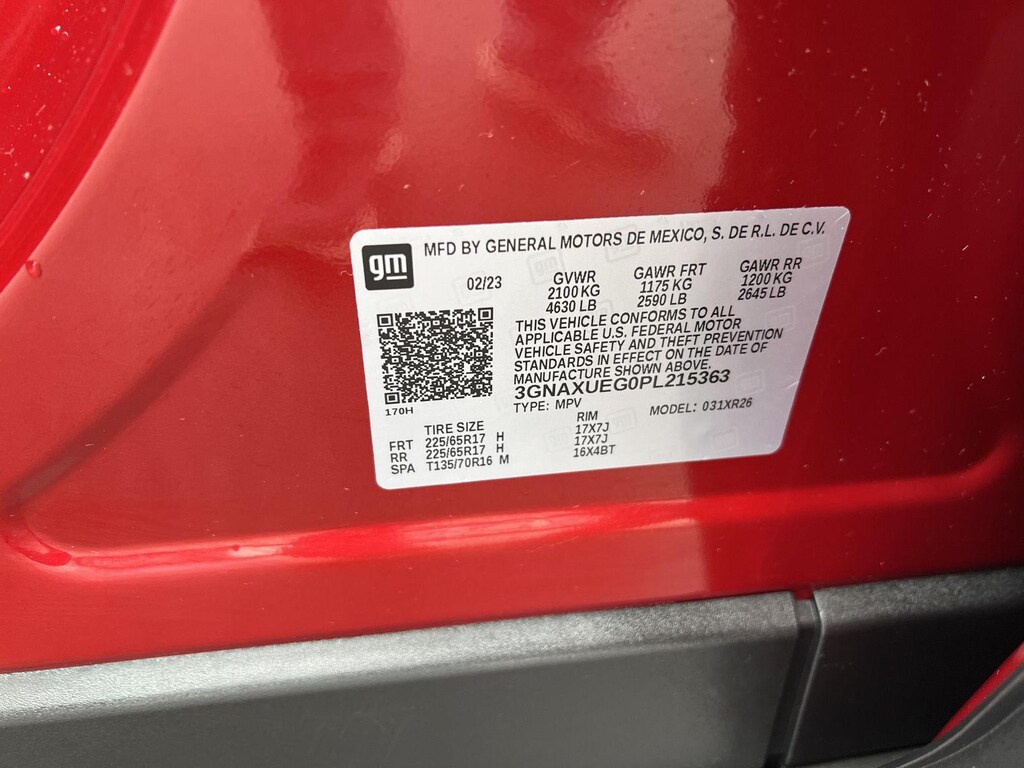 gm
MFD BY GENERAL MOTORS DE MEXICO, S. DE R.L. DE C.V.
02/23 GVWR GAWR FRT GAWR RR
2100 KG 1175 KG 1200 KG
4630 LB 2590 LB 2645 LB
THIS VEHICLE CONFORMS TO ALL
APPLICABLE U.S. FEDERAL MOTOR
VEHICLE SAFETY AND THEFT PREVENTION
STANDARDS IN EFFECT ON THE DATE OF
MANUFACTURE SHOWN ABOVE.
3GNAXUEG0PL215363
170H
TYPE: MPV MODEL: 031XR26
TIRE SIZE RIM
FRT 225/65R17 H 17X7J
RR 225/65R17 H 17X7J
SPA T135/70R16 M 16X4BT